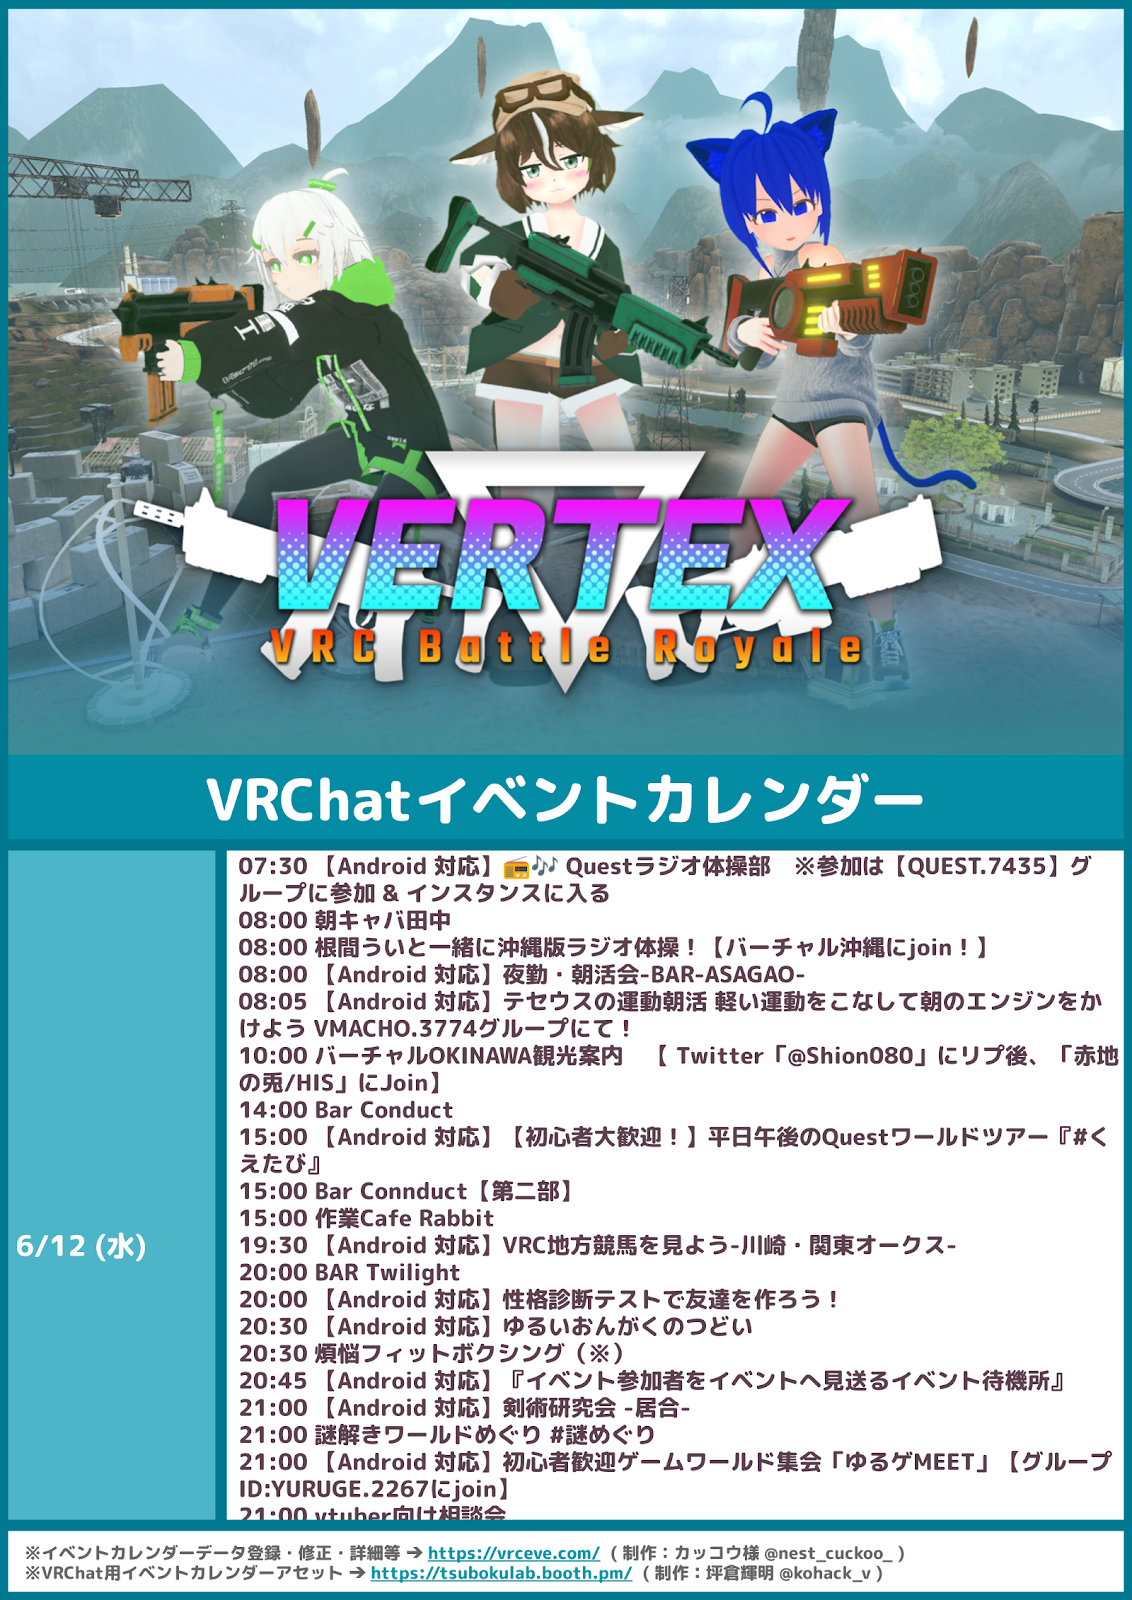 VERTEX
VRC Battle Royale
VRChatイベントカレンダー
6/12 (水)
07:30 【Android 対応】📻🎶 Questラジオ体操部　※参加は【QUEST.7435】グ
ループに参加 & インスタンスに入る
08:00 朝キャバ田中
08:00 根間ういと一緒に沖縄版ラジオ体操！【バーチャル沖縄にjoin！】
08:00 【Android 対応】夜勤・朝活会-BAR-ASAGAO-
08:05 【Android 対応】テセウスの運動朝活 軽い運動をこなして朝のエンジンをか
けよう VMACHO.3774グループにて！
10:00 バーチャルOKINAWA観光案内　【 Twitter「@Shion080」にリプ後、「赤地
の兎/HIS」にJoin】
14:00 Bar Conduct
15:00 【Android 対応】【初心者大歓迎！】平日午後のQuestワールドツアー『#く
えたび』
15:00 Bar Connduct【第二部】
15:00 作業Cafe Rabbit
19:30 【Android 対応】VRC地方競馬を見よう-川崎・関東オークス-
20:00 BAR Twilight
20:00 【Android 対応】性格診断テストで友達を作ろう！
20:30 【Android 対応】ゆるいおんがくのつどい
20:30 煩悩フィットボクシング（※）
20:45 【Android 対応】『イベント参加者をイベントへ見送るイベント待機所』
21:00 【Android 対応】剣術研究会 -居合-
21:00 謎解きワールドめぐり #謎めぐり
21:00 【Android 対応】初心者歓迎ゲームワールド集会「ゆるゲMEET」【グループ
ID:YURUGE.2267にjoin】
21:00 vtuber向け相談会
※イベントカレンダーデータ登録・修正・詳細等 ➔ https://vrceve.com/ ( 制作：カッコウ様 @nest_cuckoo_ )
※VRChat用イベントカレンダーアセット ➔ https://tsubokulab.booth.pm/ ( 制作：坪倉輝明 @kohack_v )